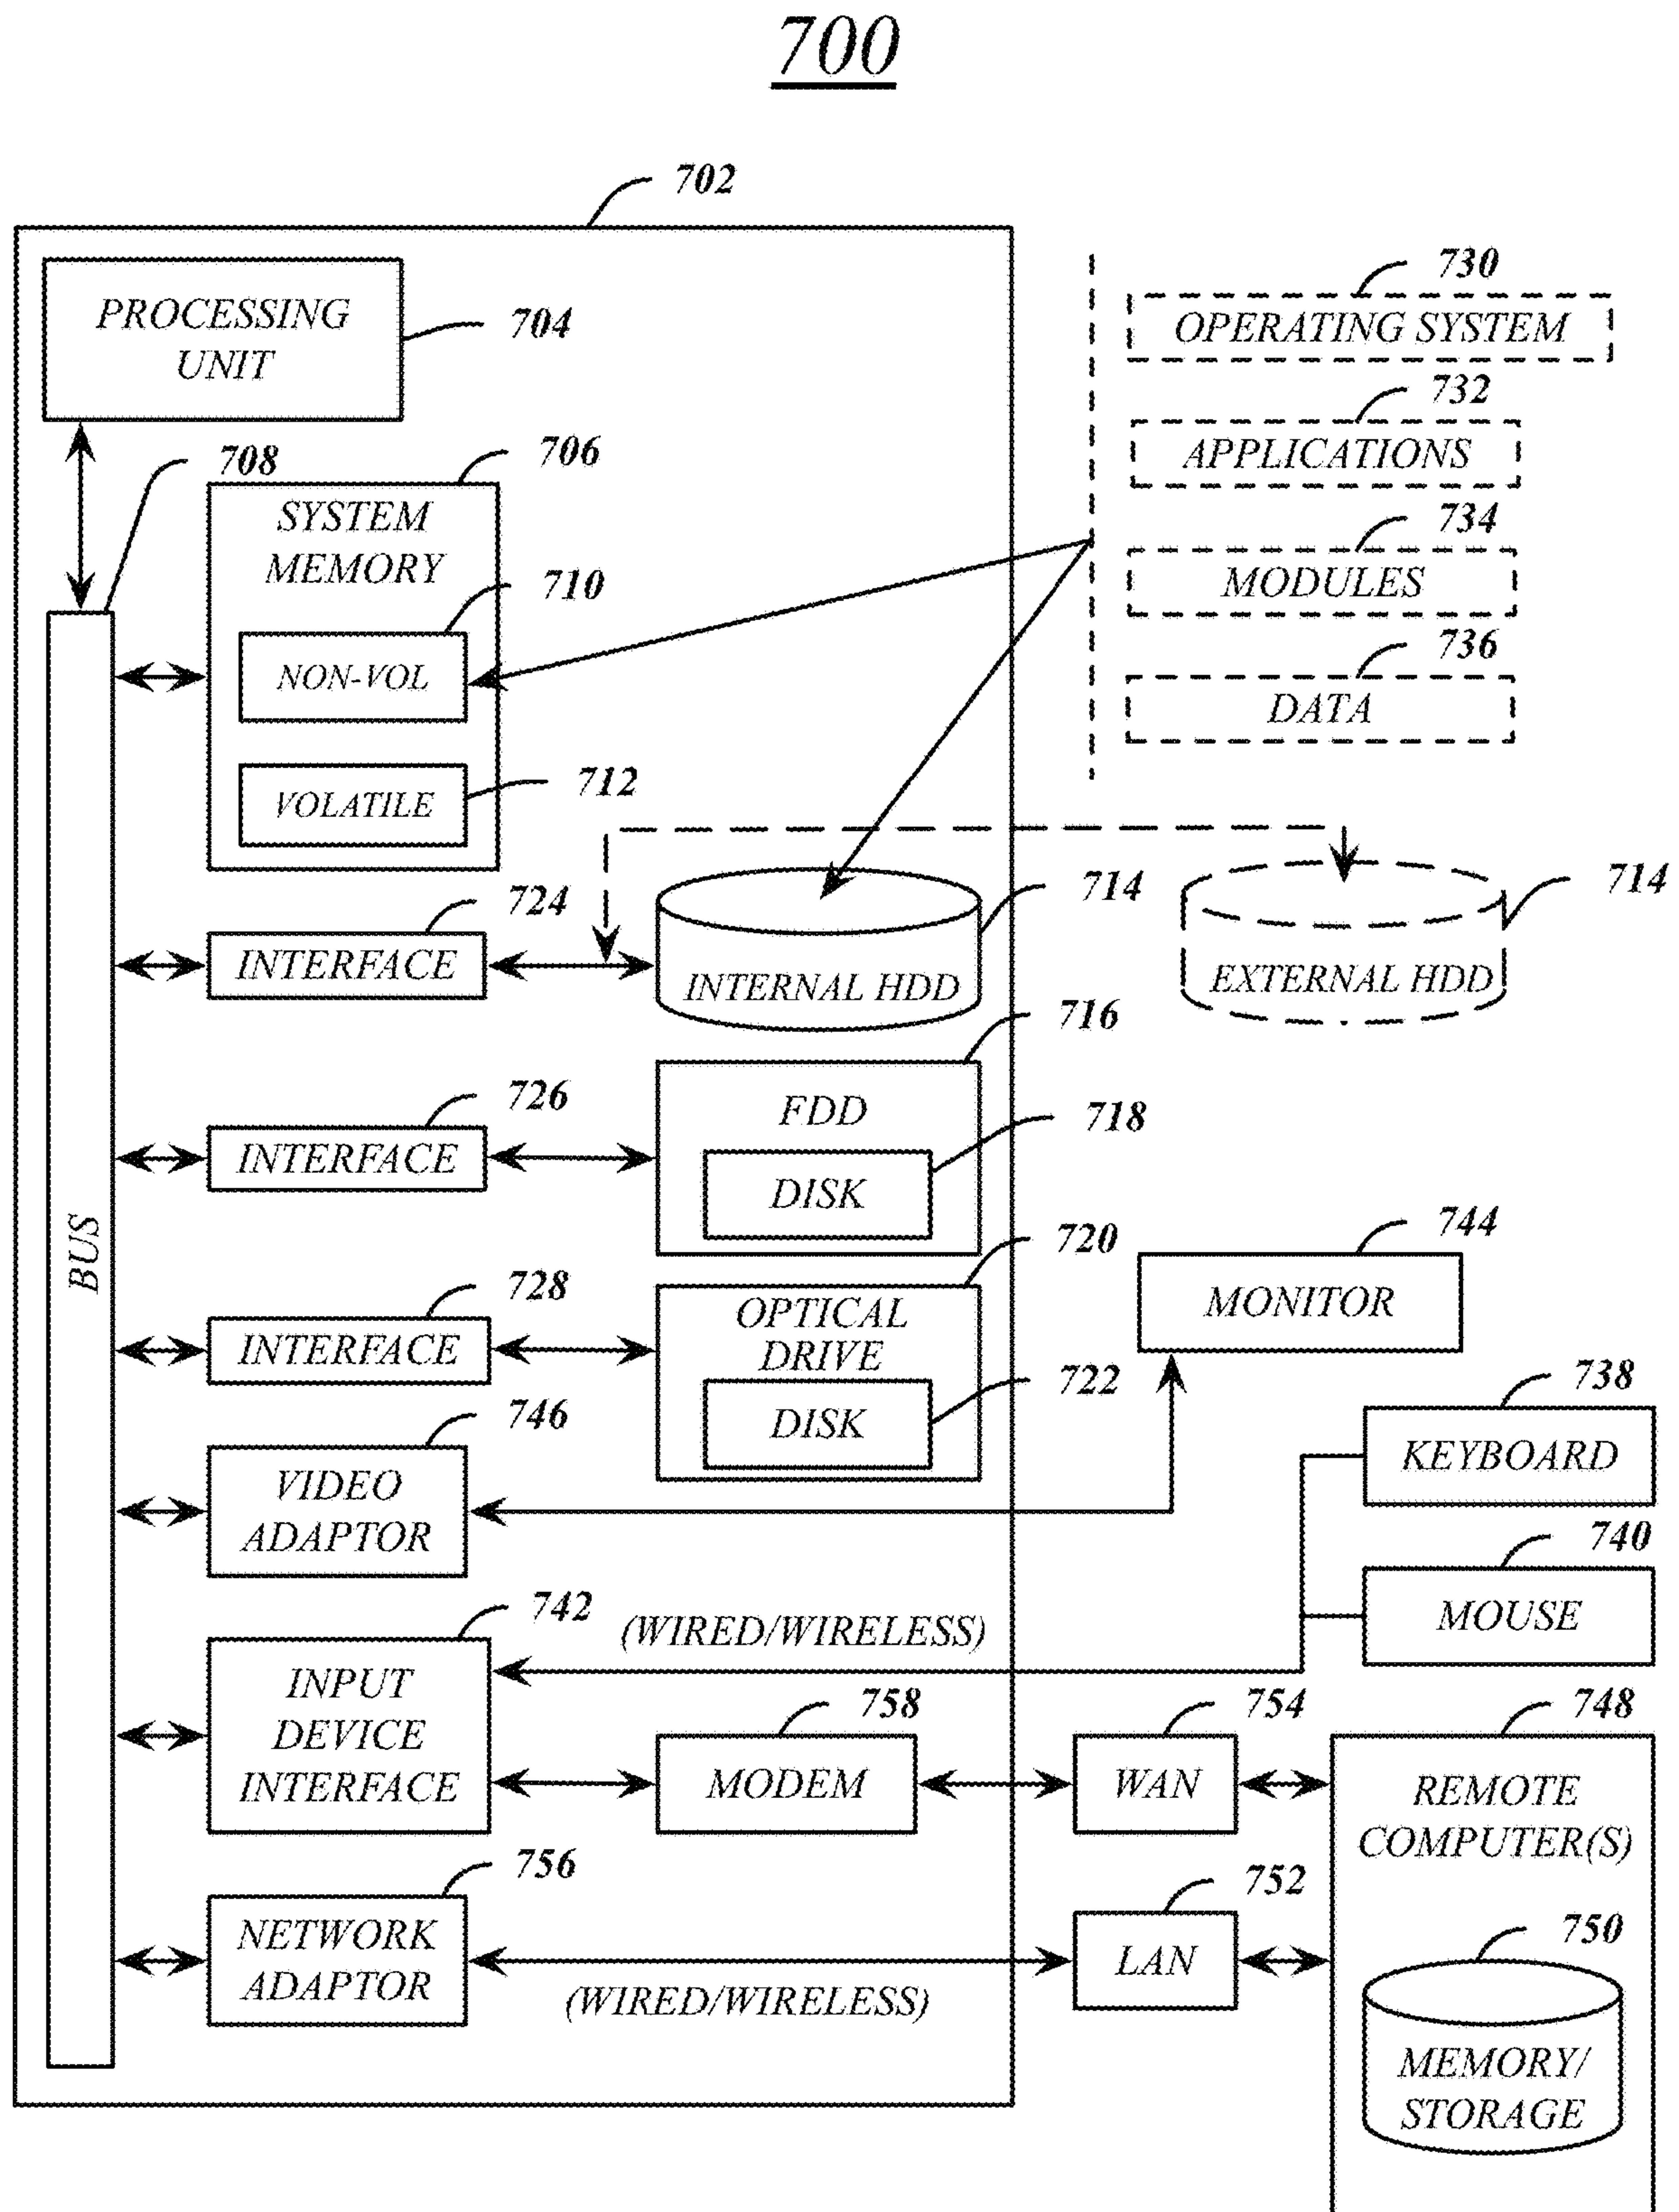 700
702
PROCESSING
UNIT
704
730
OPERATING SYSTEM
732
APPLICATIONS
734
MODULES
736
DATA
708
706
SYSTEM
MEMORY
710
NON-VOL
712
VOLATILE
724
INTERFACE
714
INTERNAL HDD
714
EXTERNAL HDD
716
FDD
718
DISK
726
INTERFACE
BUS
720
OPTICAL
DRIVE
722
DISK
728
INTERFACE
744
MONITOR
746
VIDEO
ADAPTOR
738
KEYBOARD
740
MOUSE
742
INPUT
DEVICE
INTERFACE
(WIRED/WIRELESS)
758
MODEM
754
WAN
748
REMOTE
COMPUTER(S)
756
NETWORK
ADAPTOR
(WIRED/WIRELESS)
752
LAN
750
MEMORY/
STORAGE